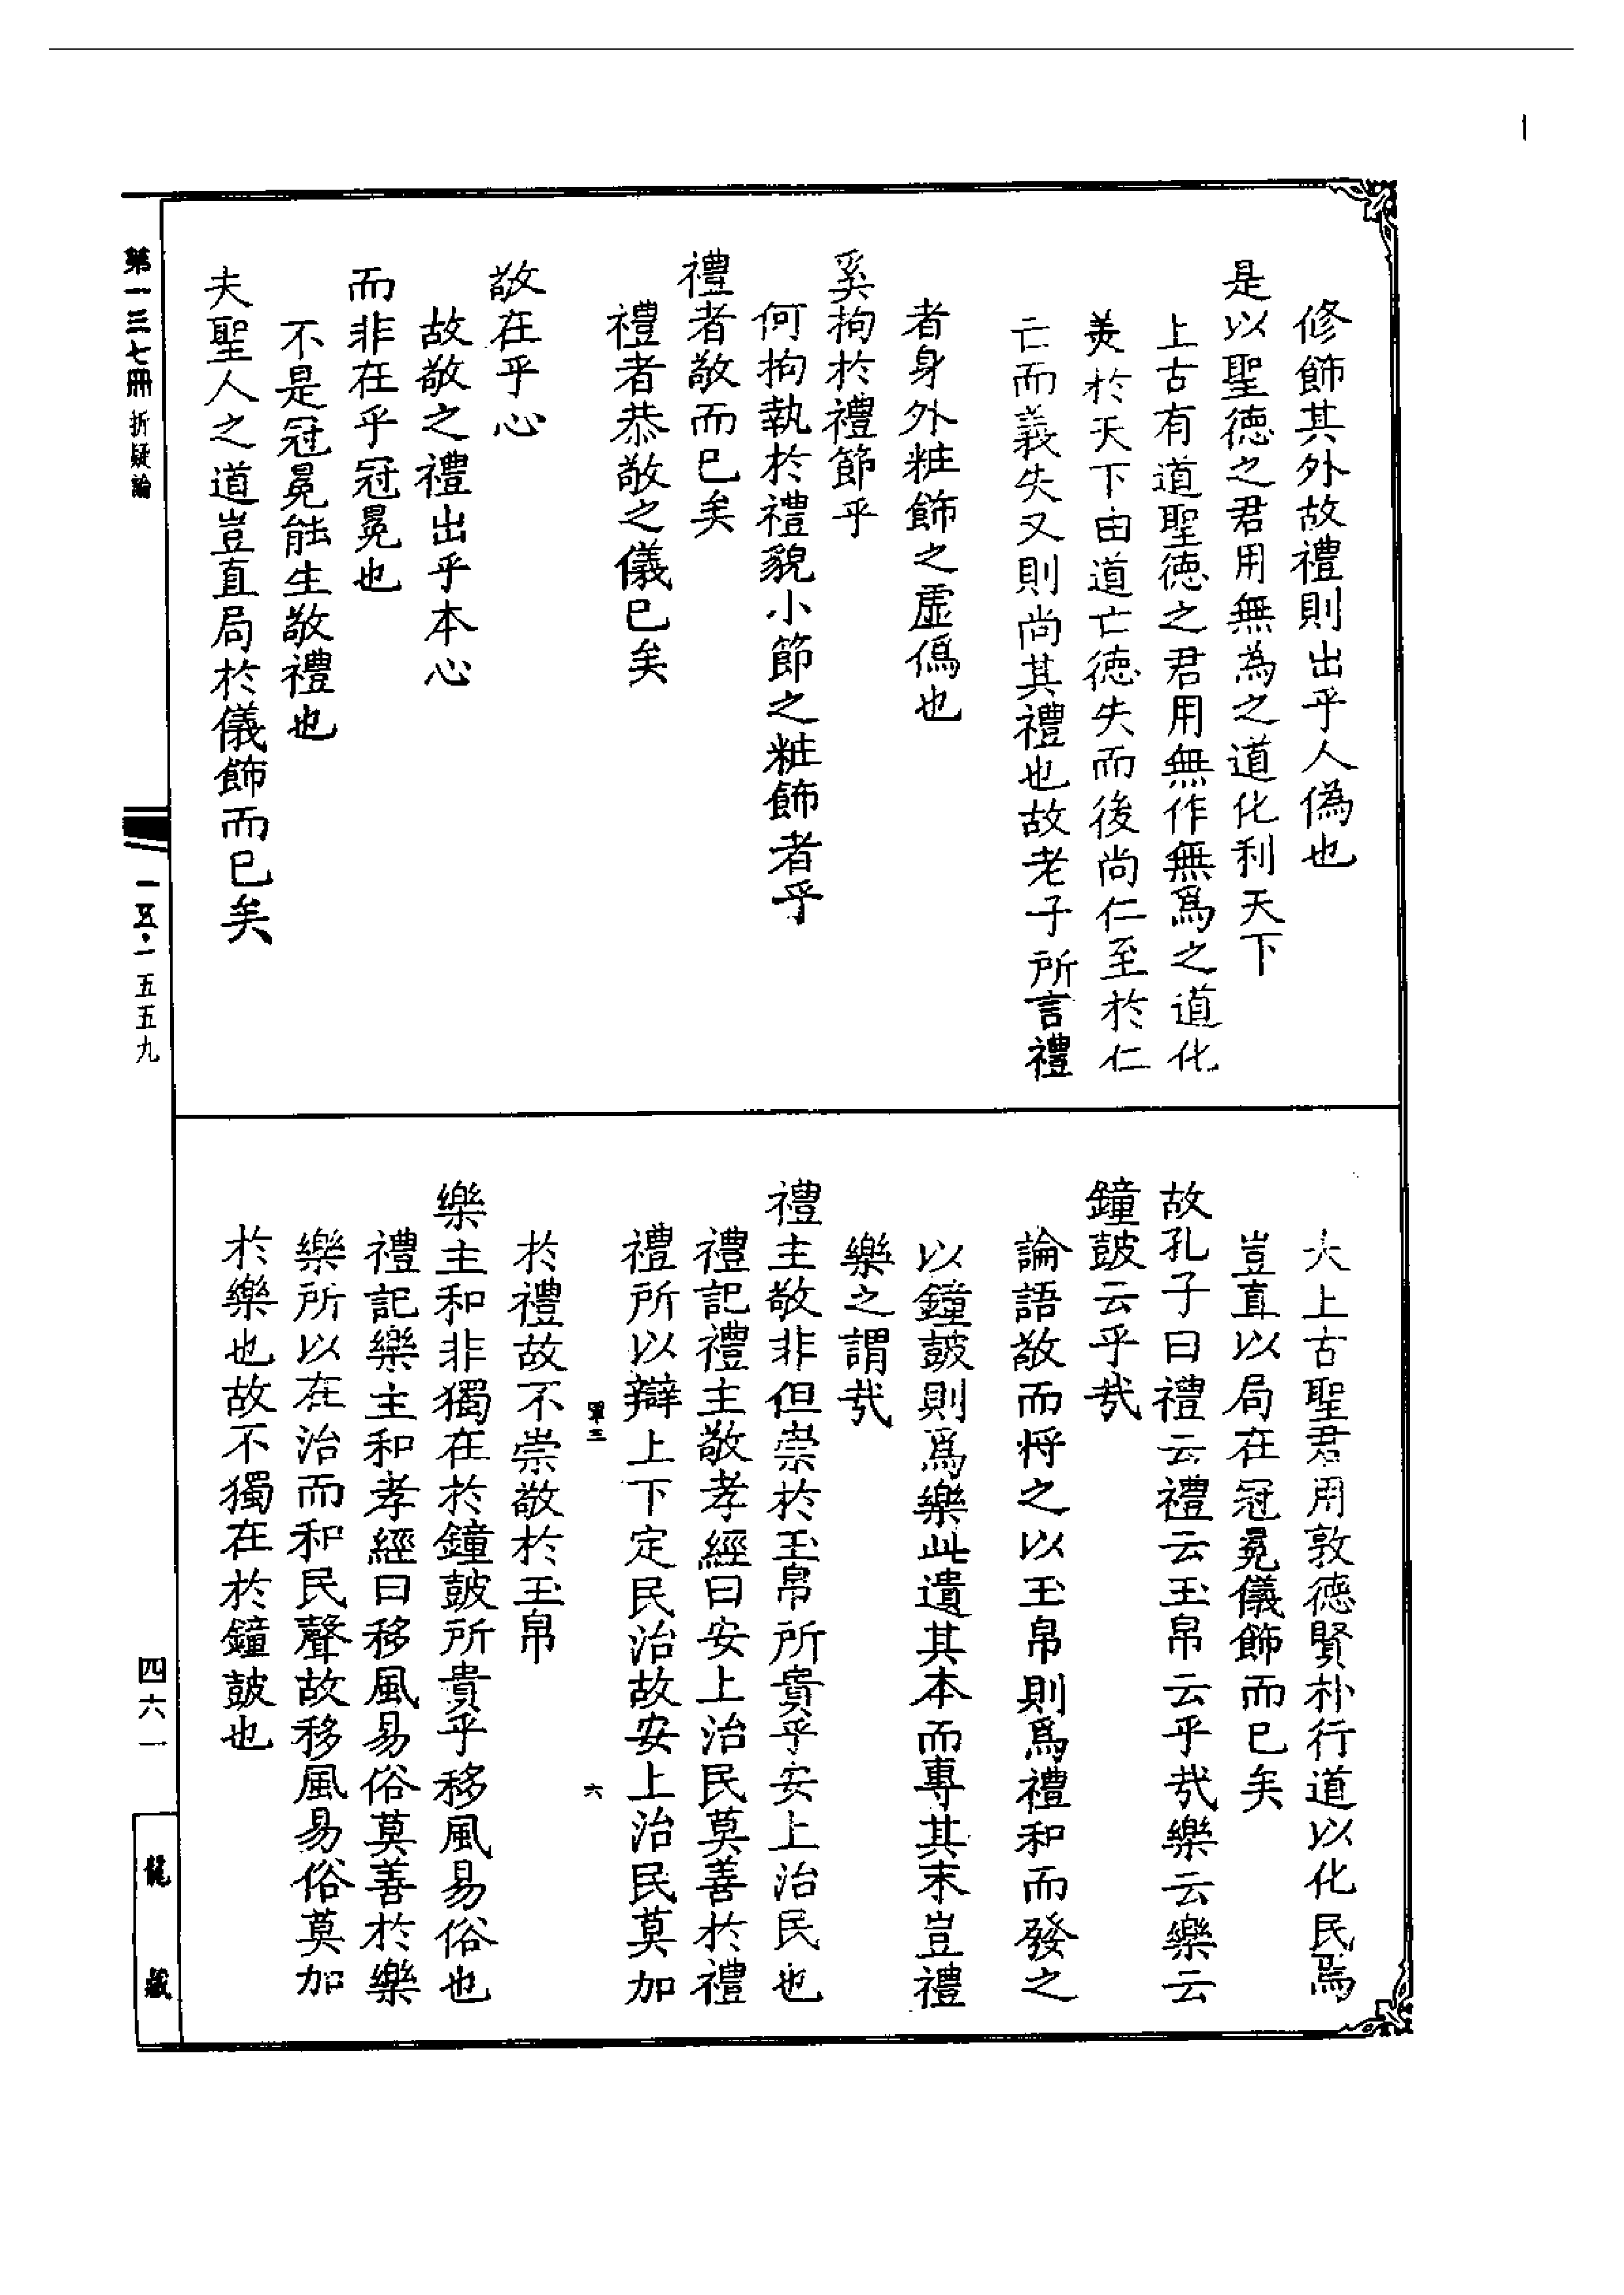 修飾其外故禮則出乎人偽也
是以聖德之君用無為之道化利天下
上古有道聖德之君用無作無爲之道化
美於天下由道亡德失而後尚仁至於仁
亡而義失又則尚其禮也故老子所言禮
者身外粧飾之虛僞也
奚拘於禮節乎
何拘執於禮貌小節之粧飾者乎
禮者敬而已矣
禮者恭敬之儀已矣
敬在乎心
故敬之禮出乎本心
而非在乎冠冕也
不是冠冕能生敬禮也
夫聖人之道豈直局於儀飾而已矣
夫上古聖君用敦德賢朴行道以化民焉
豈直以局在冠冕儀飾而已矣
故孔子曰禮云禮云玉帛云乎㢤樂云樂云
鐘鼓云乎㢤
論語敬而将之以玉帛則爲禮和而發之
以鐘鼓則爲樂此遺其本而專其末豈禮
樂之謂㢤
禮主敬非但崇於玉帛所貴乎安上治民也
禮記禮主敬孝經曰安上治民莫善於禮
禮所以辯上下定民治故安上治民莫加
六
於禮故不崇敬於玉帛
樂主和非獨在於鐘鼓所貴乎移風易俗也
禮記樂主和孝經曰移風易俗莫善於樂
樂所以在治而和民聲故移風易俗莫加
於樂也故不獨在於鐘鼓也
第一三七冊 折疑論
一五·一五五九
四六一
龍藏